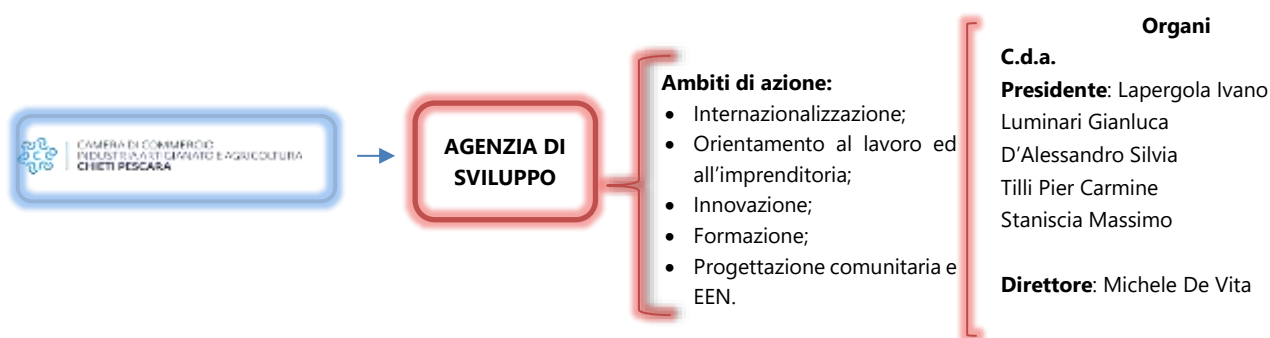 CAMERA DI COMMERCIO
INDUSTRIA ARTIGIANATO E AGRICOLTURA
CHIETI PESCARA
AGENZIA DI
SVILUPPO
Ambiti di azione:
• Internazionalizzazione;
• Orientamento al lavoro ed
all'imprenditoria;
• Innovazione;
• Formazione;
• Progettazione comunitaria e
EEN.
Organi
C.d.a.
Presidente: Lapergola Ivano
Luminari Gianluca
D'Alessandro Silvia
Tilli Pier Carmine
Staniscia Massimo
Direttore: Michele De Vita